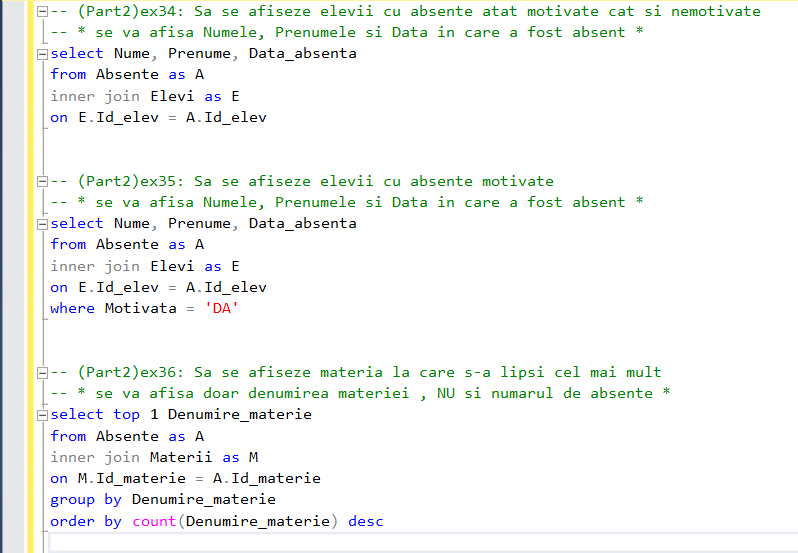 -- (Part2)ex34: Sa se afiseze elevii cu absente atat motivate cat si nemotivate
-- * se va afisa Numele, Prenumele si Data in care a fost absent *
select Nume, Prenume, Data_absenta
from Absente as A
inner join Elevi as E
on E.Id_elev = A.Id_elev
-- (Part2)ex35: Sa se afiseze elevii cu absente motivate
-- * se va afisa Numele, Prenumele si Data in care a fost absent *
select Nume, Prenume, Data_absenta
from Absente as A
inner join Elevi as E
on E.Id_elev = A.Id_elev
where Motivata = 'DA'
-- (Part2)ex36: Sa se afiseze materia la care s-a lipsi cel mai mult
-- * se va afisa doar denumirea materiei , NU si numarul de absente *
select top 1 Denumire_materie
from Absente as A
inner join Materii as M
on M.Id_materie = A.Id_materie
group by Denumire_materie
order by count(Denumire_materie) desc